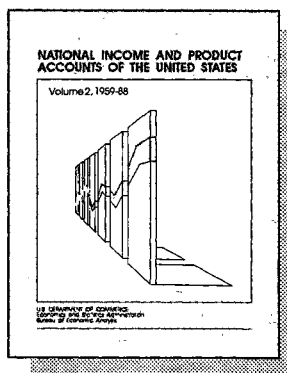 NATIONAL INCOME AND PRODUCT
ACCOUNTS OF THE UNITED STATES
Volume 2, 1959-88
U.S. DEPARTMENT OF COMMERCE
Economics and Statistics Administration
Bureau of Economic Analysis